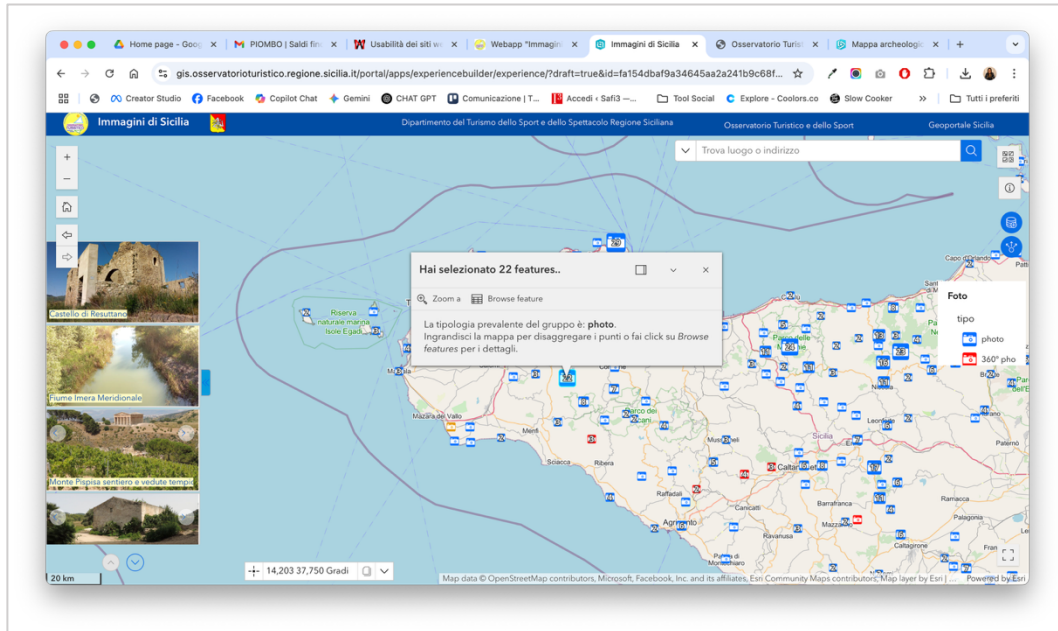 Home page - Goog
PIOMBO | Saldi fin
Usabilità dei siti we
Webapp "Immagini
Immagini di Sicilia
Osservatorio Turist
Mappa archeologic
gis.osservatorioturistico.regione.sicilia.it/portal/apps/experiencebuilder/experience/?draft=true&id=fa154dbaf9a34645aa2a241b9c68f...
Creator Studio
Facebook
Copilot Chat
Gemini
CHAT GPT
Comunicazione | T...
Accedi ‹ Safi3 —...
Tool Social
Explore - Coolors.co
Slow Cooker
»
Tutti i preferiti
Immagini di Sicilia
Dipartimento del Turismo dello Sport e dello Spettacolo Regione Siciliana
Osservatorio Turistico e dello Sport
Geoportale Sicilia
Trova luogo o indirizzo
29
Hai selezionato 22 features..
Zoom a
Browse feature
La tipologia prevalente del gruppo è: photo.
Ingrandisci la mappa per disaggregare i punti o fai click su Browse
features per i dettagli.
Castello di Resuttano
Fiume Imera Meridionale
Monte Pispisa sentiero e vedute tempio
Riserva
naturale marina
Isole Egadi
Capo d'Orlando
Foto
tipo
photo
360° pho
24
23
22
Mazara del Vallo
Menfi
Sciacca
Ribera
Sicilia
Leonforte
Paternò
Raffadali
Canicattì
Agrigento
Barrafranca
Ravanusa
Ramacca
Palagonia
Caltagirone
20 km
14,203 37,750 Gradi
Map data © OpenStreetMap contributors, Microsoft, Facebook, Inc. and its affiliates, Esri Community Maps contributors, Map layer by Esri | ...
Powered by Esri